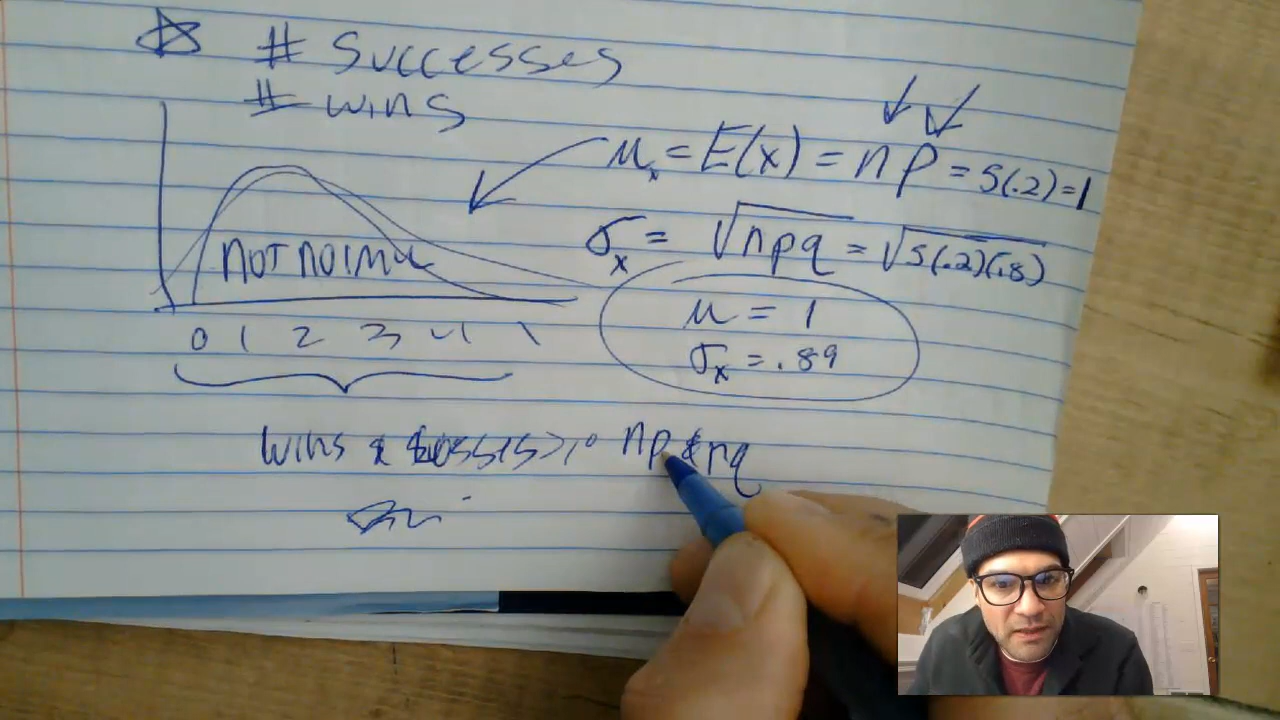 # Successes
# wins
μx = E(x) = np = 5(.2) = 1
σx = √npq = √5(.2)(.8)
NOT NORMAL
μ = 1
σx = .89
0 1 2 3 4
wins & losses > 10 np & nq